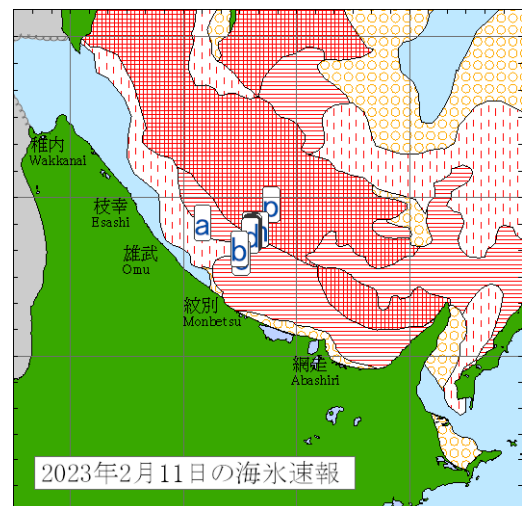 稚内
Wakkanai
枝幸
Esashi
雄武
Omu
紋別
Monbetsu
網走
Abashiri
p
a
h
d
b
2023年2月11日の海氷速報